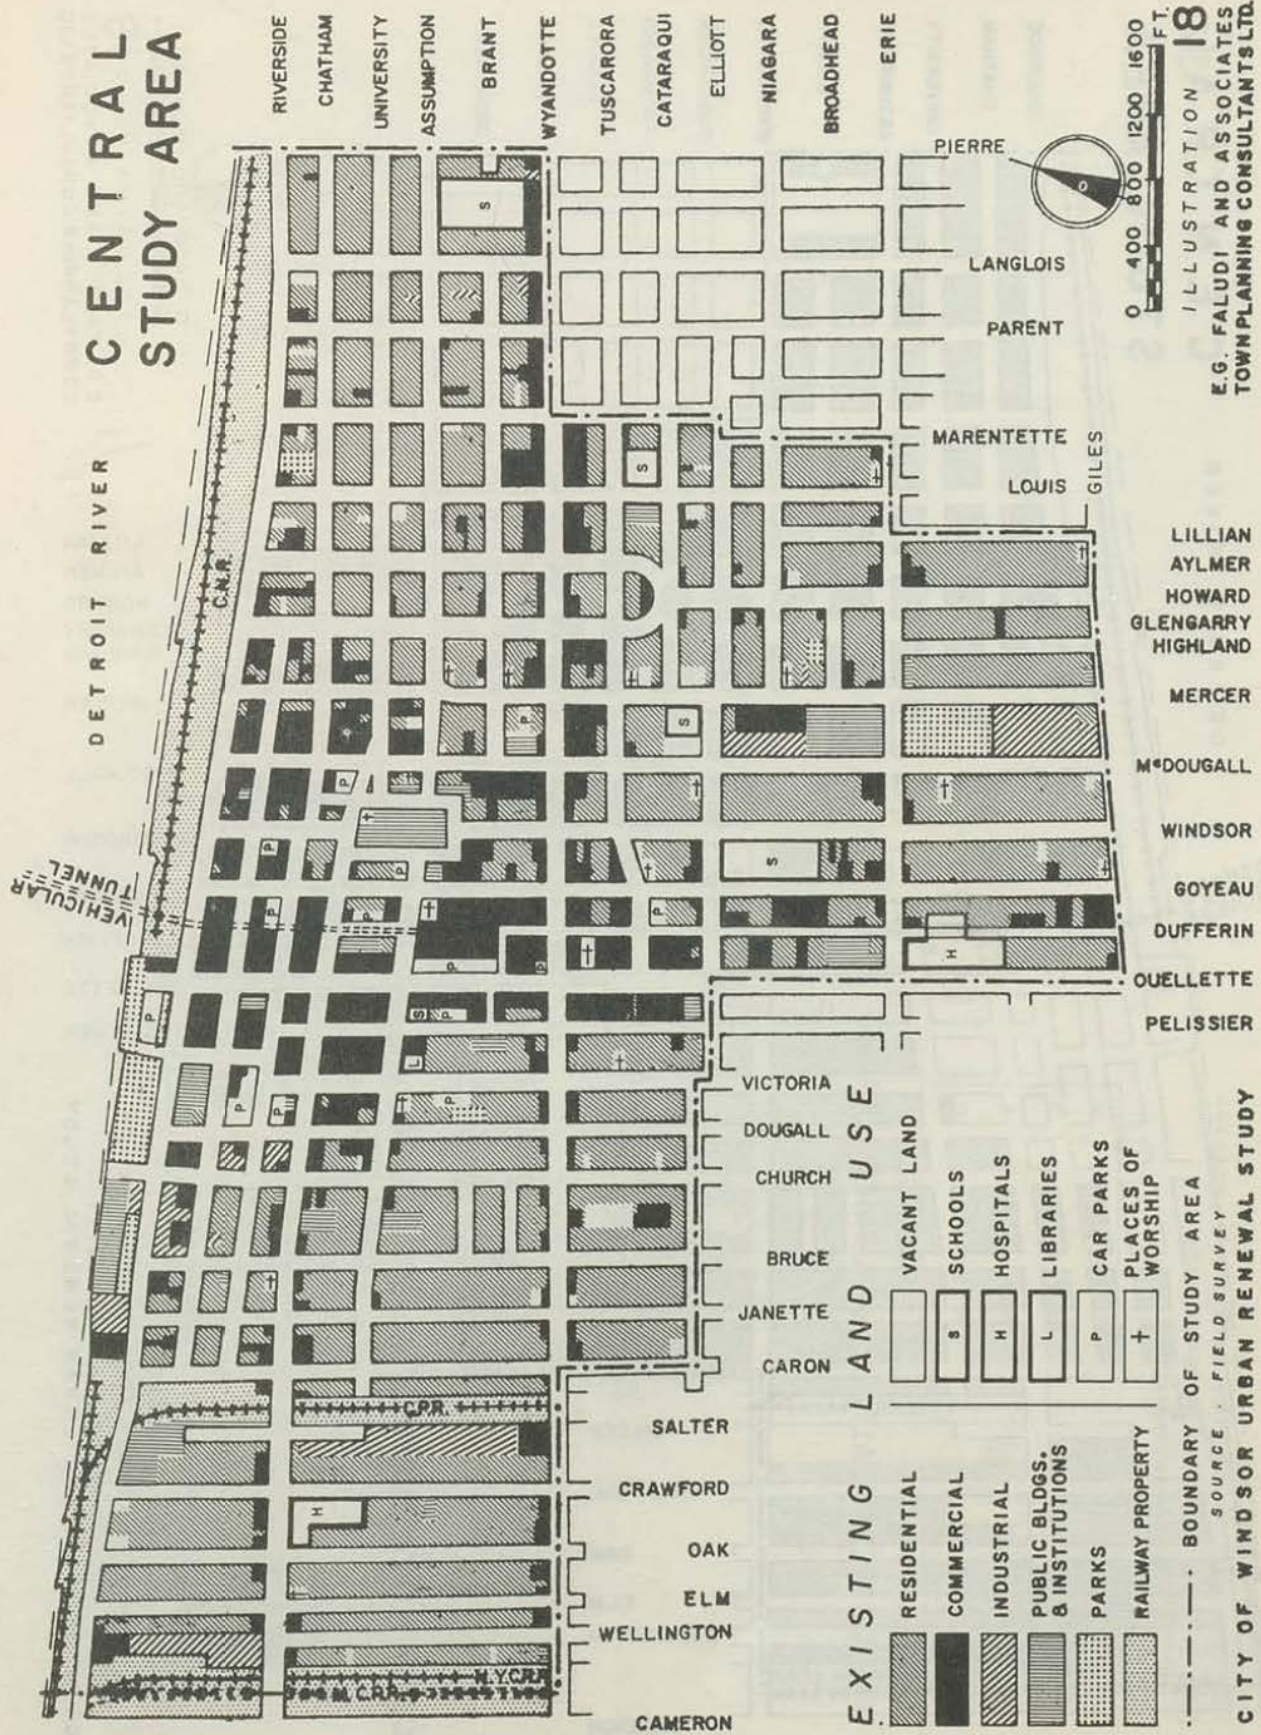 CENTRAL
STUDY AREA
DETROIT RIVER
C.N.R.
VEHICULAR
TUNNEL
RIVERSIDE
CHATHAM
UNIVERSITY
ASSUMPTION
BRANT
WYANDOTTE
TUSCARORA
CATARAQUI
ELLIOTT
NIAGARA
BROADHEAD
ERIE
GILES
PIERRE
LANGLOIS
PARENT
MARENTETTE
LOUIS
LILLIAN
AYLMER
HOWARD
GLENGARRY
HIGHLAND
MERCER
McDOUGALL
WINDSOR
GOYEAU
DUFFERIN
OUELLETTE
PELISSIER
VICTORIA
DOUGALL
CHURCH
BRUCE
JANETTE
CARON
SALTER
CRAWFORD
OAK
ELM
WELLINGTON
CAMERON
C.P.R.
EXISTING LAND USE
RESIDENTIAL
COMMERCIAL
INDUSTRIAL
PUBLIC BLDGS.
& INSTITUTIONS
PARKS
RAILWAY PROPERTY
VACANT LAND
S SCHOOLS
H HOSPITALS
L LIBRARIES
P CAR PARKS
† PLACES OF
WORSHIP
BOUNDARY OF STUDY AREA
SOURCE . FIELD SURVEY
CITY OF WINDSOR URBAN RENEWAL STUDY
0 400 800 1200 1600
FT.
ILLUSTRATION 18
E.G. FALUDI AND ASSOCIATES
TOWN PLANNING CONSULTANTS LTD.